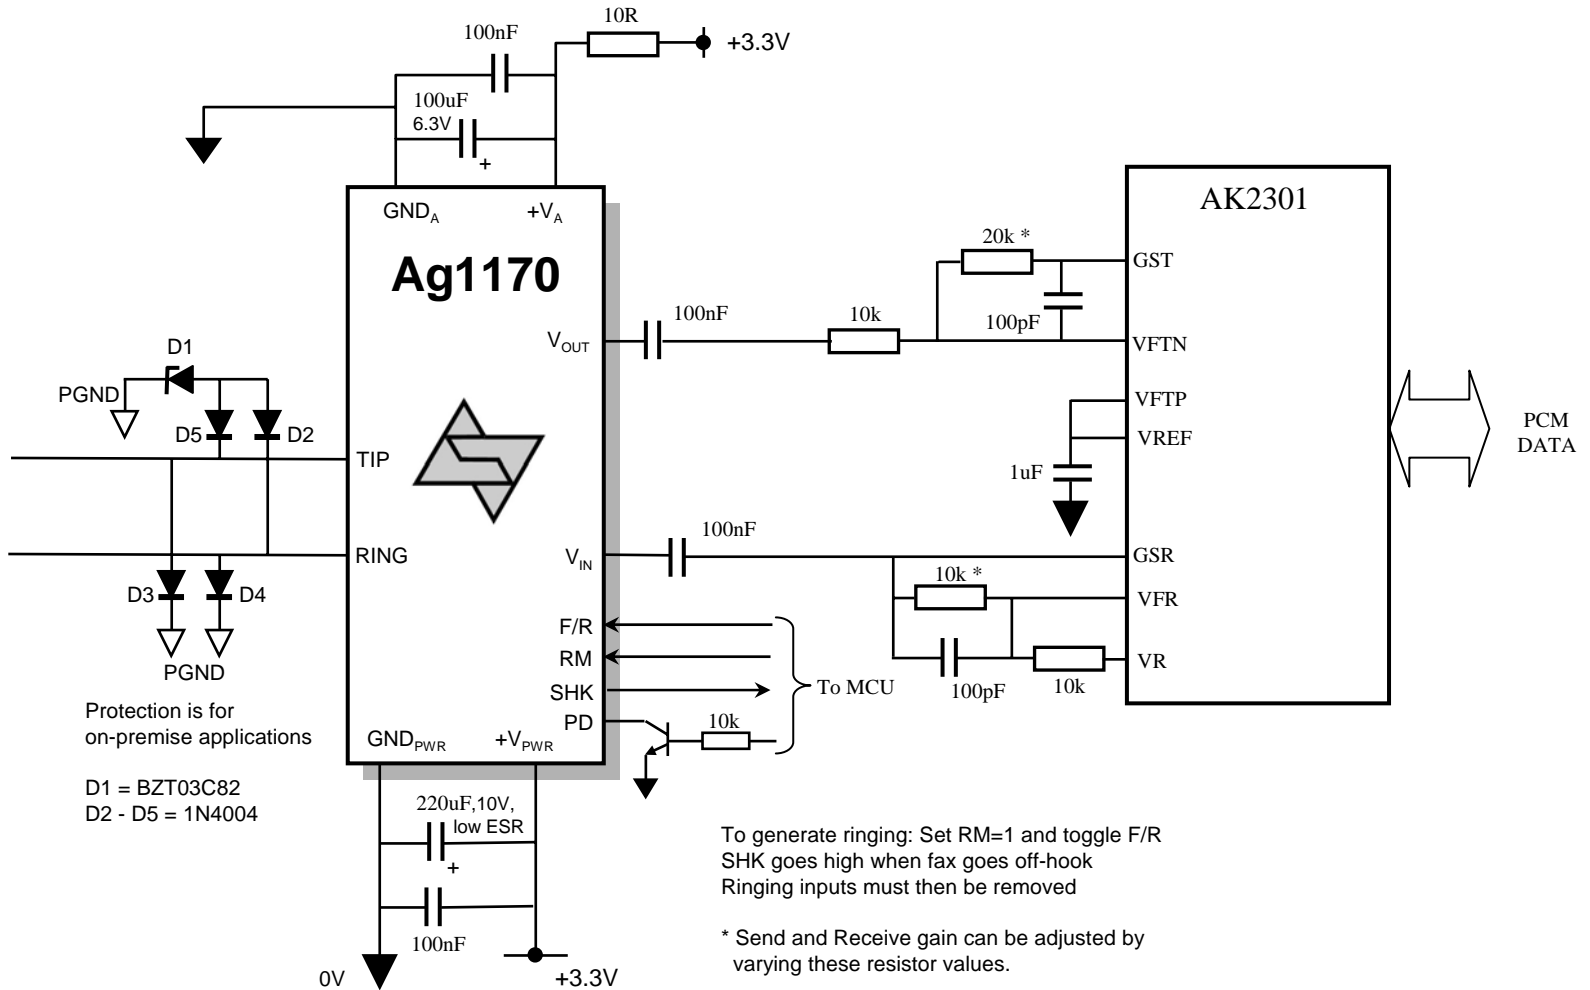 10R
100nF
+3.3V
100uF
6.3V
+
GNDA
+VA
AK2301
Ag1170
20k *
GST
100nF
10k
100pF
VOUT
VFTN
D1
PGND
D5
D2
VFTP
VREF
PCM
DATA
TIP
1uF
100nF
RING
VIN
GSR
10k *
D3
D4
VFR
F/R
RM
PGND
VR
SHK
To MCU
100pF
10k
PD
10k
Protection is for
on-premise applications
GNDPWR
+VPWR
D1 = BZT03C82
D2 - D5 = 1N4004
220uF,10V,
low ESR
+
To generate ringing: Set RM=1 and toggle F/R
SHK goes high when fax goes off-hook
Ringing inputs must then be removed
100nF
* Send and Receive gain can be adjusted by
varying these resistor values.
0V
+3.3V